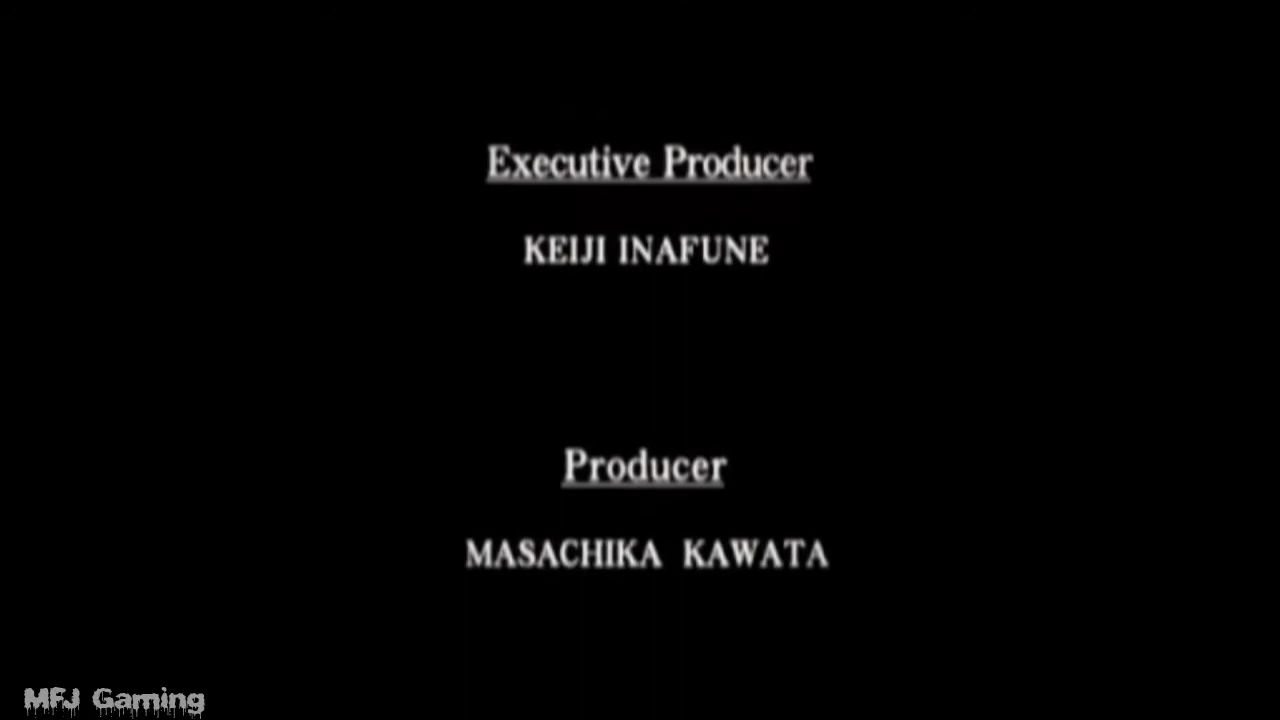 Executive Producer
KEIJI INAFUNE
Producer
MASACHIKA KAWATA
MFJ Gaming